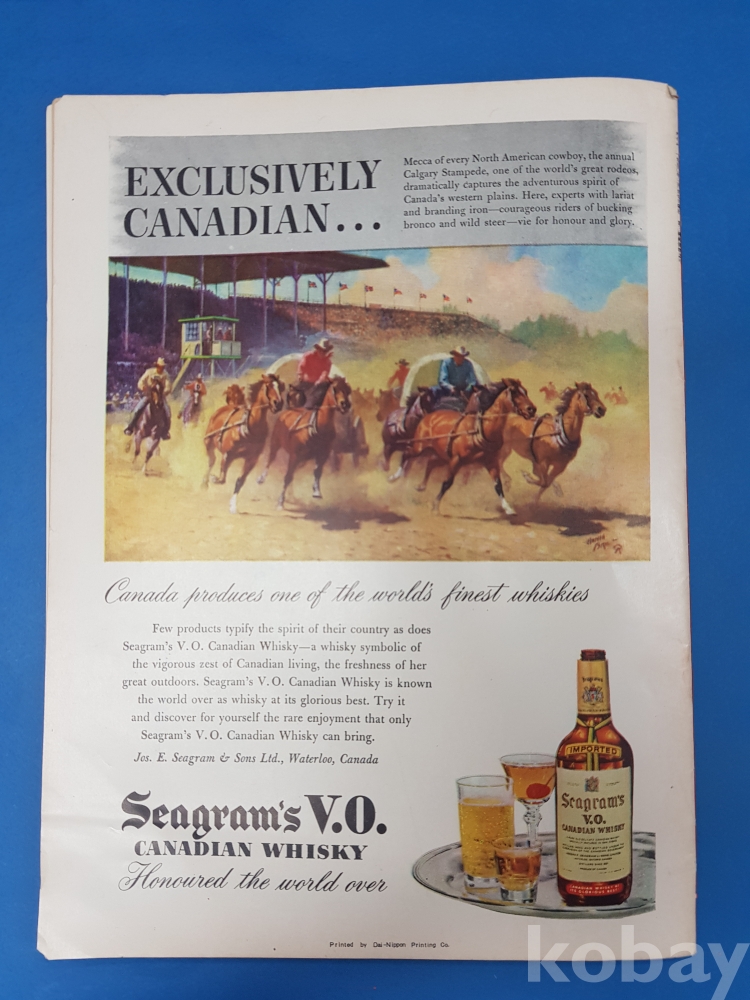 EXCLUSIVELY
CANADIAN...
Mecca of every North American cowboy, the annual
Calgary Stampede, one of the world's great rodeos,
dramatically captures the adventurous spirit of
Canada's western plains. Here, experts with lariat
and branding iron—courageous riders of bucking
bronco and wild steer—vie for honour and glory.
Canada produces one of the world's finest whiskies
Few products typify the spirit of their country as does
Seagram's V.O. Canadian Whisky—a whisky symbolic of
the vigorous zest of Canadian living, the freshness of her
great outdoors. Seagram's V.O. Canadian Whisky is known
the world over as whisky at its glorious best. Try it
and discover for yourself the rare enjoyment that only
Seagram's V.O. Canadian Whisky can bring.
Jos. E. Seagram & Sons Ltd., Waterloo, Canada
Seagram's V.O.
CANADIAN WHISKY
Honoured the world over
Seagram's
IMPORTED
Seagram's
V.O.
CANADIAN WHISKY
Printed by Dai-Nippon Printing Co.
kobay